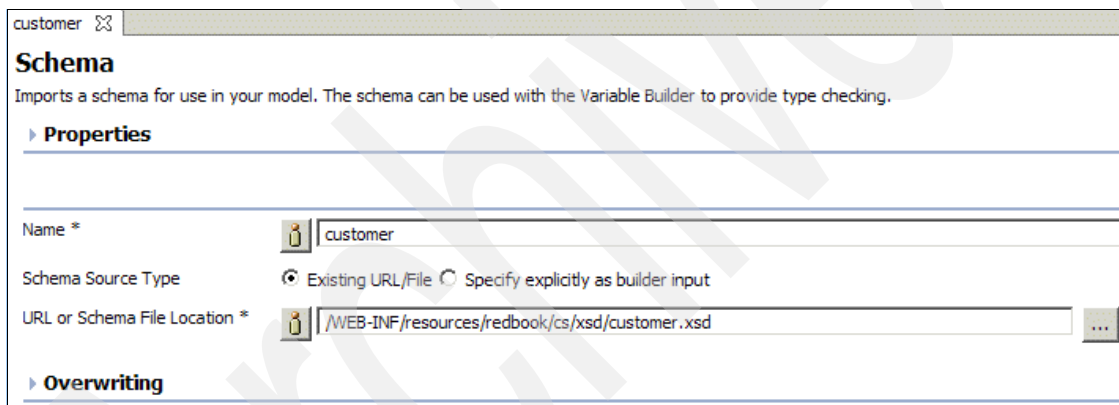 customer
Schema
Imports a schema for use in your model. The schema can be used with the Variable Builder to provide type checking.
Properties
Name * customer
Schema Source Type Existing URL/File Specify explicitly as builder input
URL or Schema File Location * /WEB-INF/resources/redbook/cs/xsd/customer.xsd ...
Overwriting